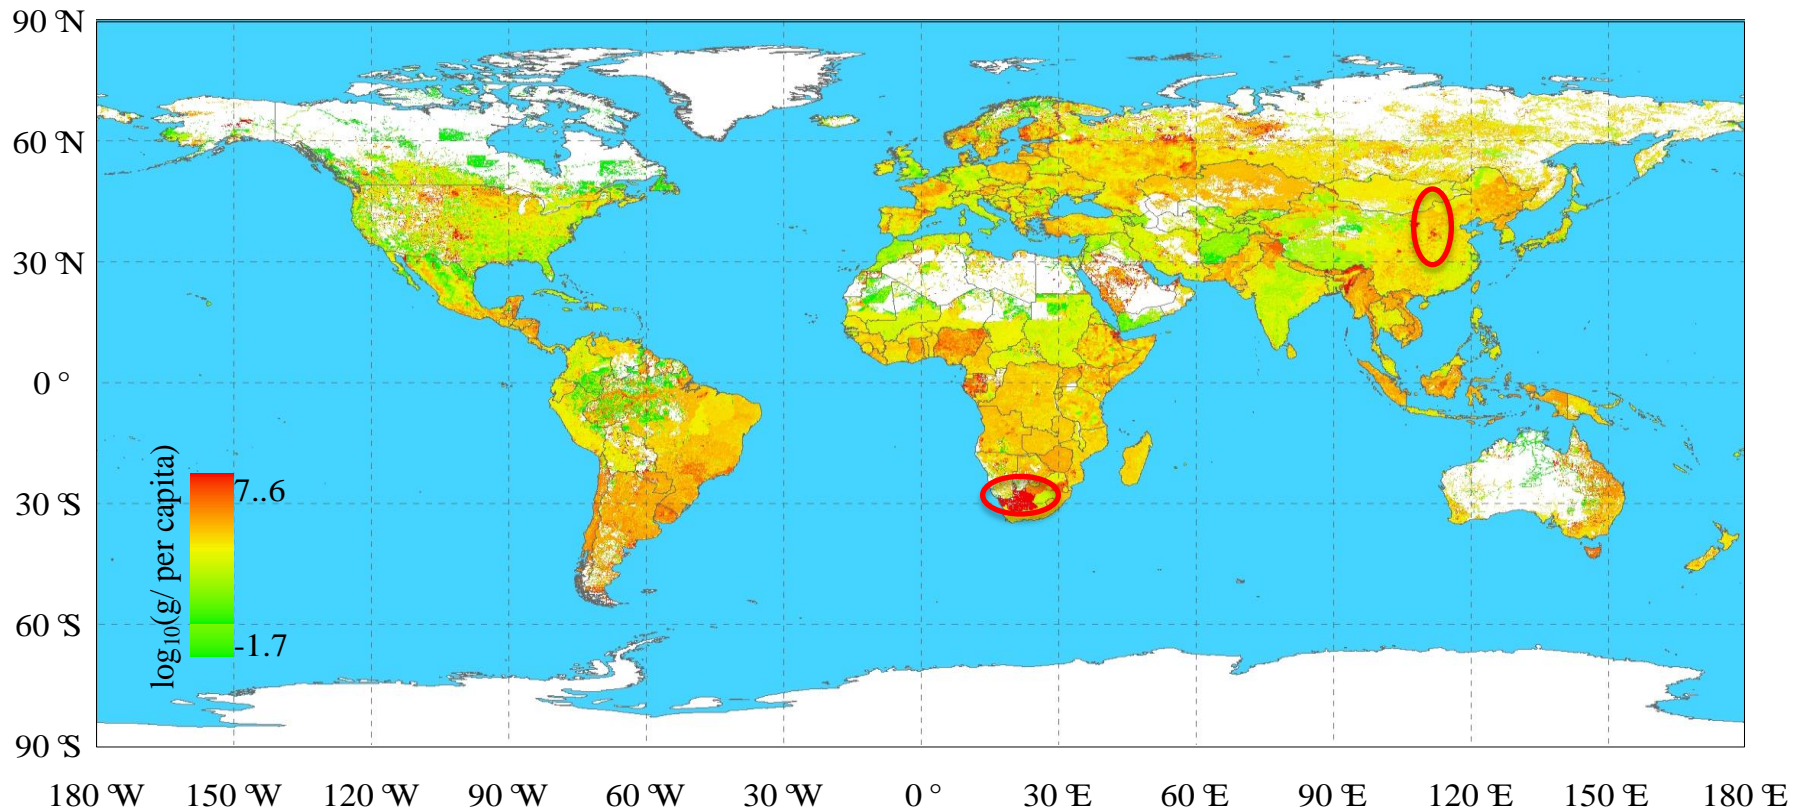 90 °N
60 °N
30 °N
0 °
30 °S
60 °S
90 °S
log₁₀(g/ per capita)
7..6
-1.7
180 °W 150 °W 120 °W 90 °W 60 °W 30 °W 0 ° 30 °E 60 °E 90 °E 120 °E 150 °E 180 °E